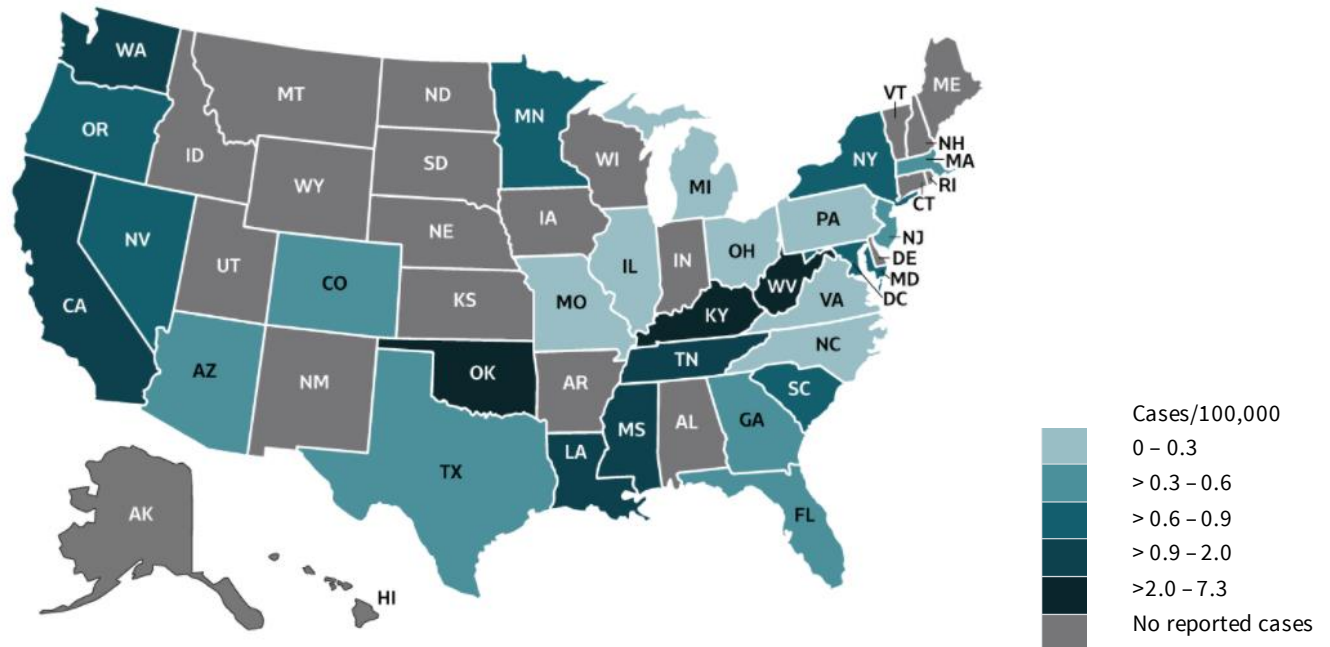 WA
MT
ND
MN
OR
ID
WY
SD
WI
MI
NY
VT
ME
NH
MA
RI
CT
NV
UT
CO
NE
IA
IL
IN
OH
PA
NJ
DE
MD
DC
CA
KS
MO
KY
WV
VA
AZ
NM
OK
AR
TN
NC
SC
TX
LA
MS
AL
GA
FL
AK
HI
Cases/100,000
0 – 0.3
> 0.3 – 0.6
> 0.6 – 0.9
> 0.9 – 2.0
>2.0 – 7.3
No reported cases